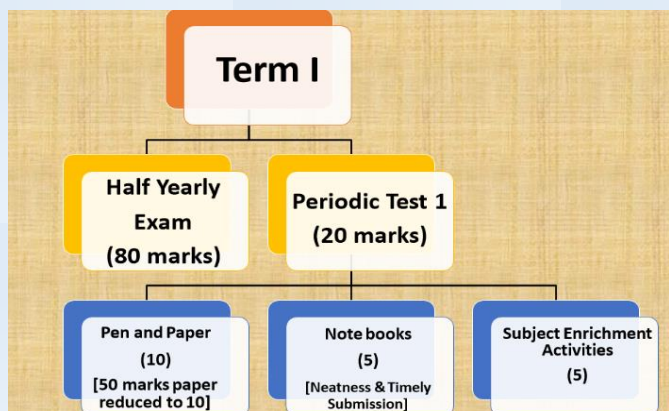 Term I
Half Yearly
Exam
(80 marks)
Periodic Test 1
(20 marks)
Pen and Paper
(10)
[50 marks paper
reduced to 10]
Note books
(5)
[Neatness & Timely
Submission]
Subject Enrichment
Activities
(5)